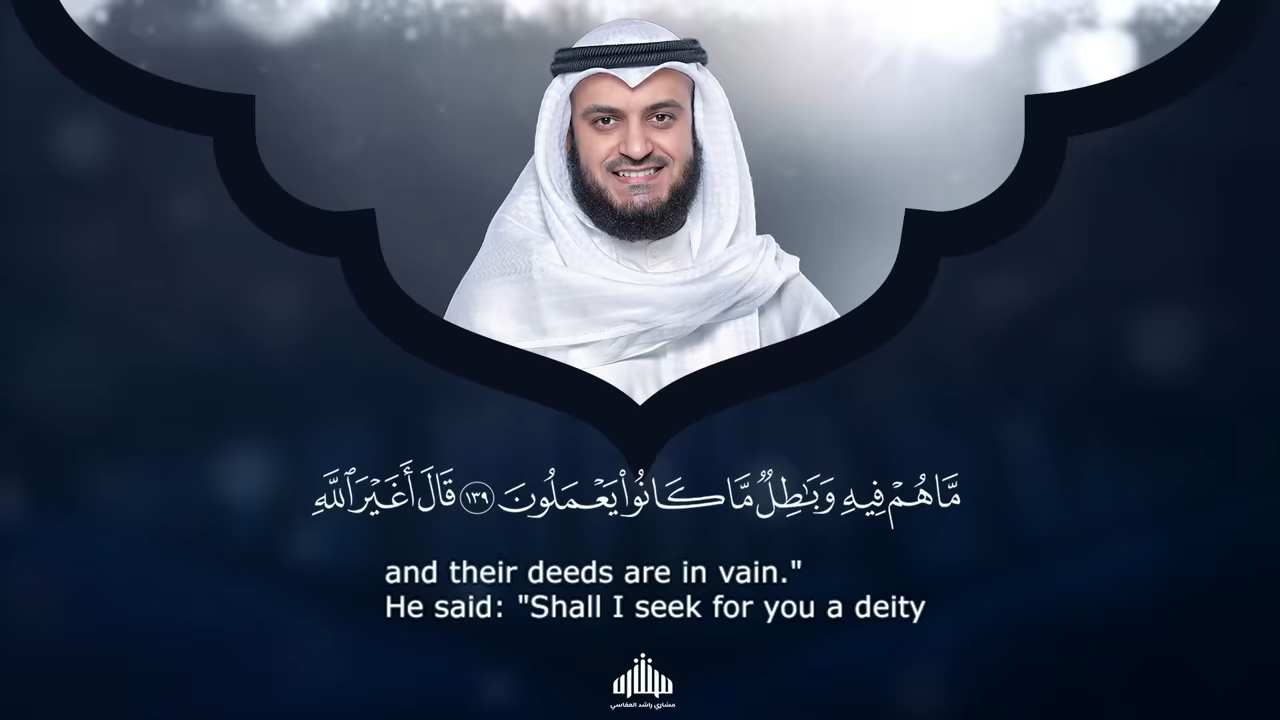 مَّا هُمْ فِيهِ وَبَٰطِلٌۭ مَّا كَانُوا۟ يَعْمَلُونَ ١٣٩ قَالَ أَغَيْرَ ٱللَّهِ
and their deeds are in vain."
He said: "Shall I seek for you a deity
مشاري راشد العفاسي